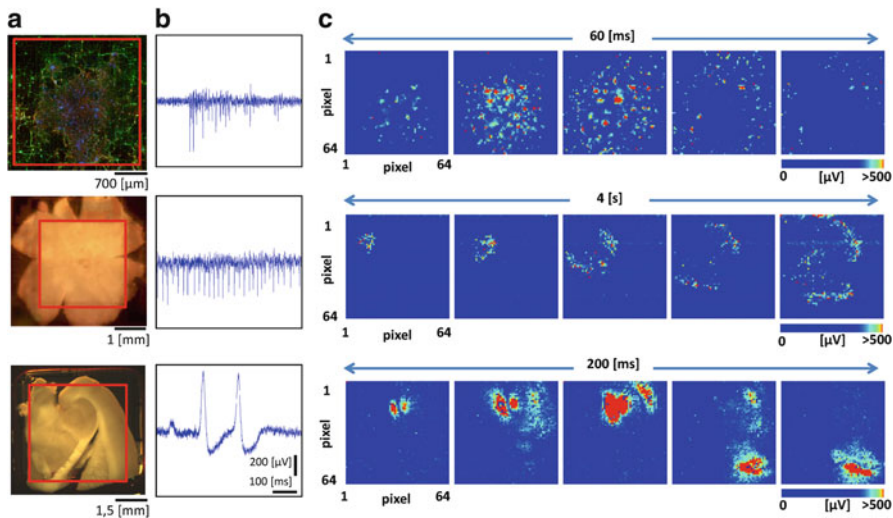 a
b
c
700 [µm]
60 [ms]
1
pixel
64
1
pixel
64
0
[µV]
>500
1 [mm]
4 [s]
1
pixel
64
1
pixel
64
0
[µV]
>500
1,5 [mm]
200 [µV]
100 [ms]
200 [ms]
1
pixel
64
1
pixel
64
0
[µV]
>500